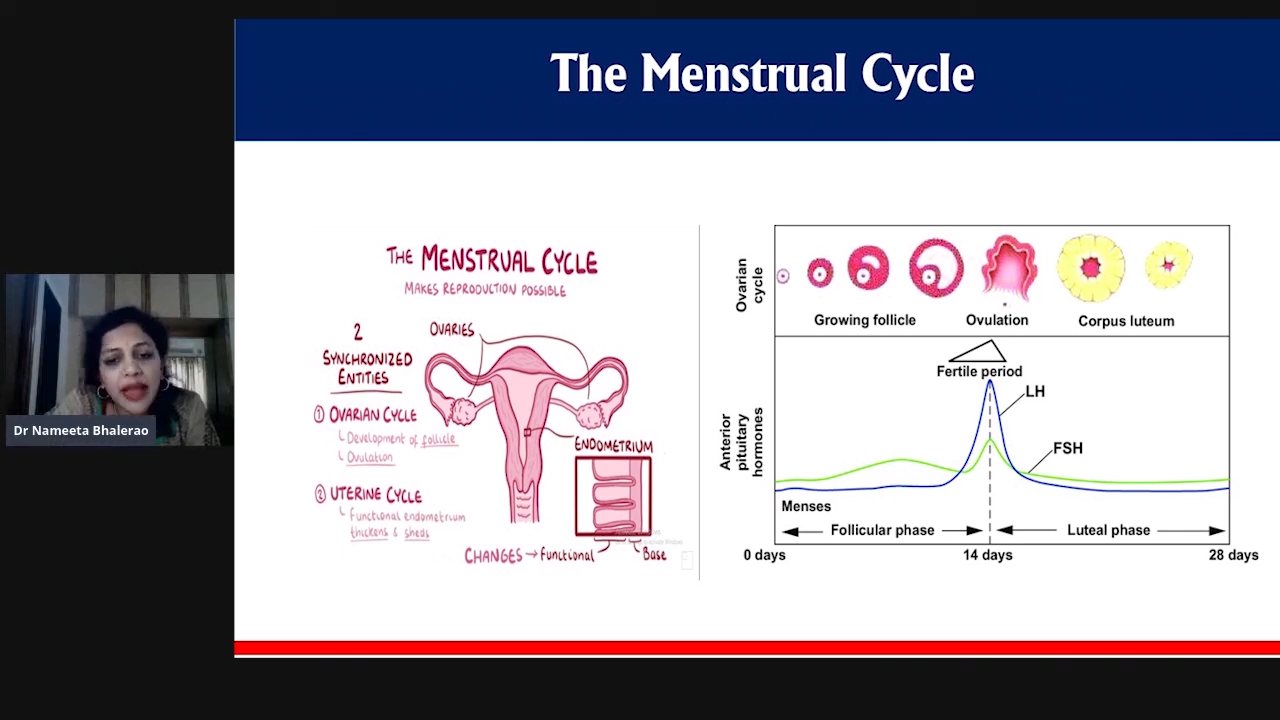 The Menstrual Cycle
Dr Nameeta Bhalerao
THE MENSTRUAL CYCLE
MAKES REPRODUCTION POSSIBLE
2
SYNCHRONIZED
ENTITIES
① OVARIAN CYCLE
Development of follicle
Ovulation
② UTERINE CYCLE
Functional endometrium
thickens & sheds
OVARIES
ENDOMETRIUM
CHANGES → Functional
Base
Ovarian
cycle
Growing follicle
Ovulation
Corpus luteum
Fertile period
LH
FSH
Anterior
pituitary
hormones
Menses
Follicular phase
Luteal phase
0 days
14 days
28 days